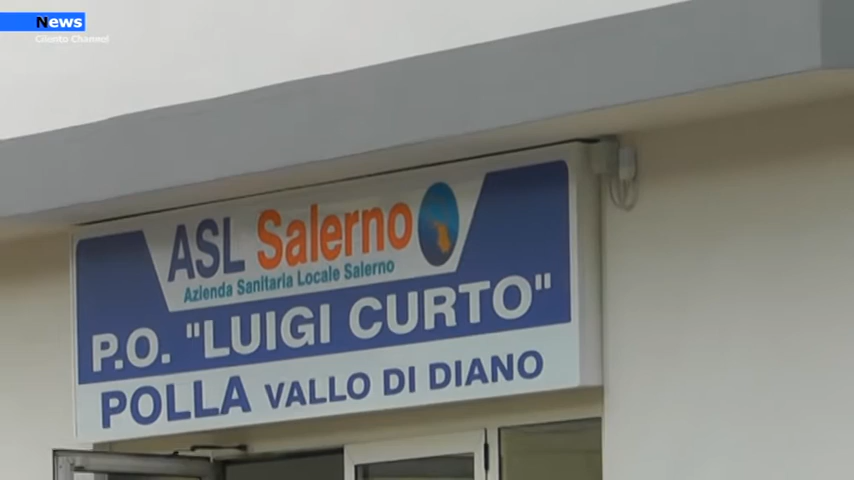 News
Cilento Channel
ASL Salerno
Azienda Sanitaria Locale Salerno
P.O. "LUIGI CURTO"
POLLA VALLO DI DIANO